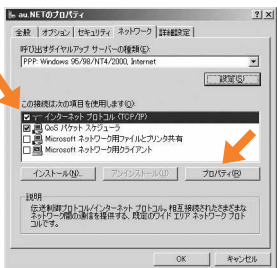 au.NETのプロパティ
全般 オプション セキュリティ ネットワーク 詳細設定
呼び出すダイヤルアップ サーバーの種類(E):
PPP: Windows 95/98/NT4/2000, Internet
設定(S)
この接続は次の項目を使用します(O):
インターネット プロトコル (TCP/IP)
QoS パケット スケジューラ
Microsoft ネットワーク用ファイルとプリンタ共有
Microsoft ネットワーク用クライアント
インストール(N)... アンインストール(U) プロパティ(R)
説明
伝送制御プロトコル/インターネット プロトコル。相互接続されたさまざまな
ネットワーク間の通信を提供する、既定のワイド エリア ネットワーク プロト
コルです。
OK キャンセル